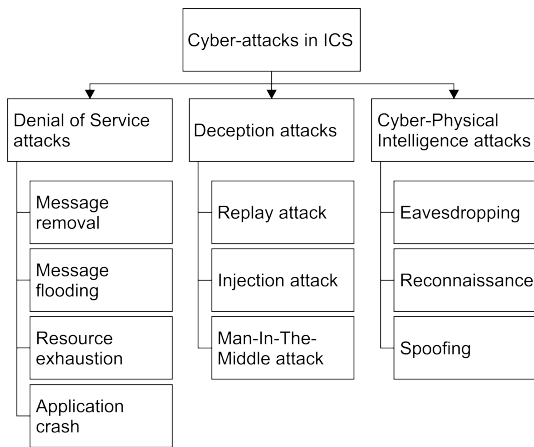 Cyber-attacks in ICS
Denial of Service
attacks
Message
removal
Message
flooding
Resource
exhaustion
Application
crash
Deception attacks
Replay attack
Injection attack
Man-In-The-
Middle attack
Cyber-Physical
Intelligence attacks
Eavesdropping
Reconnaissance
Spoofing